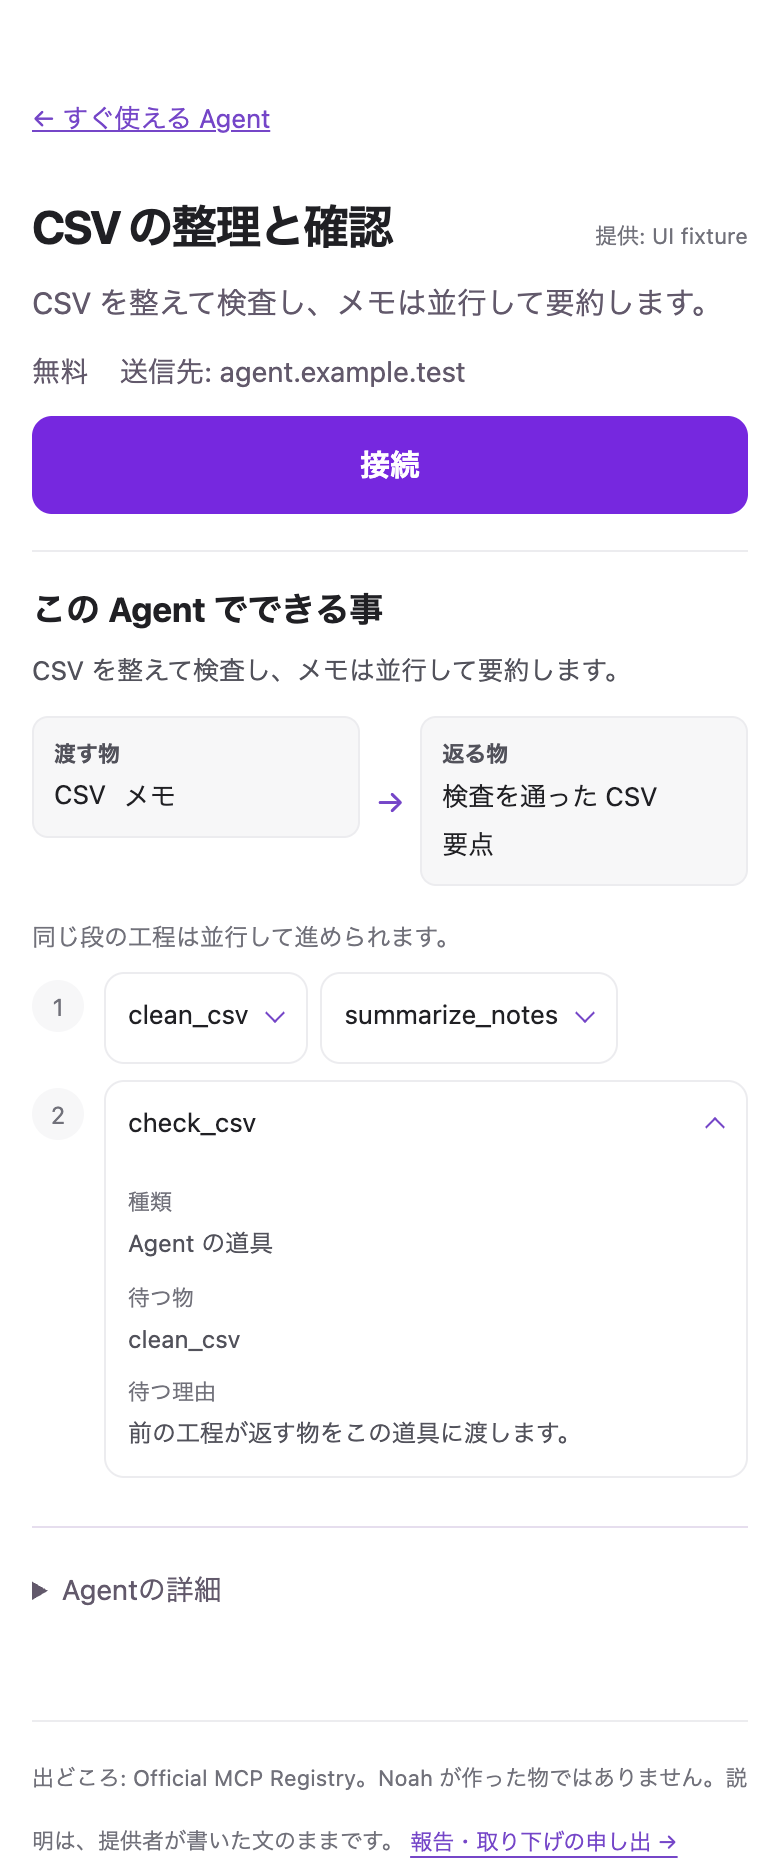 ← すぐ使える Agent
CSV の整理と確認
提供: UI fixture
CSV を整えて検査し、メモは並行して要約します。
無料 送信先: agent.example.test
接続
この Agent でできる事
CSV を整えて検査し、メモは並行して要約します。
渡す物
CSV メモ
→
返る物
検査を通った CSV
要点
同じ段の工程は並行して進められます。
1
clean_csv
summarize_notes
2
check_csv
種類
Agent の道具
待つ物
clean_csv
待つ理由
前の工程が返す物をこの道具に渡します。
▶ Agentの詳細
出どころ: Official MCP Registry。Noah が作った物ではありません。説
明は、提供者が書いた文のままです。 報告・取り下げの申し出 →